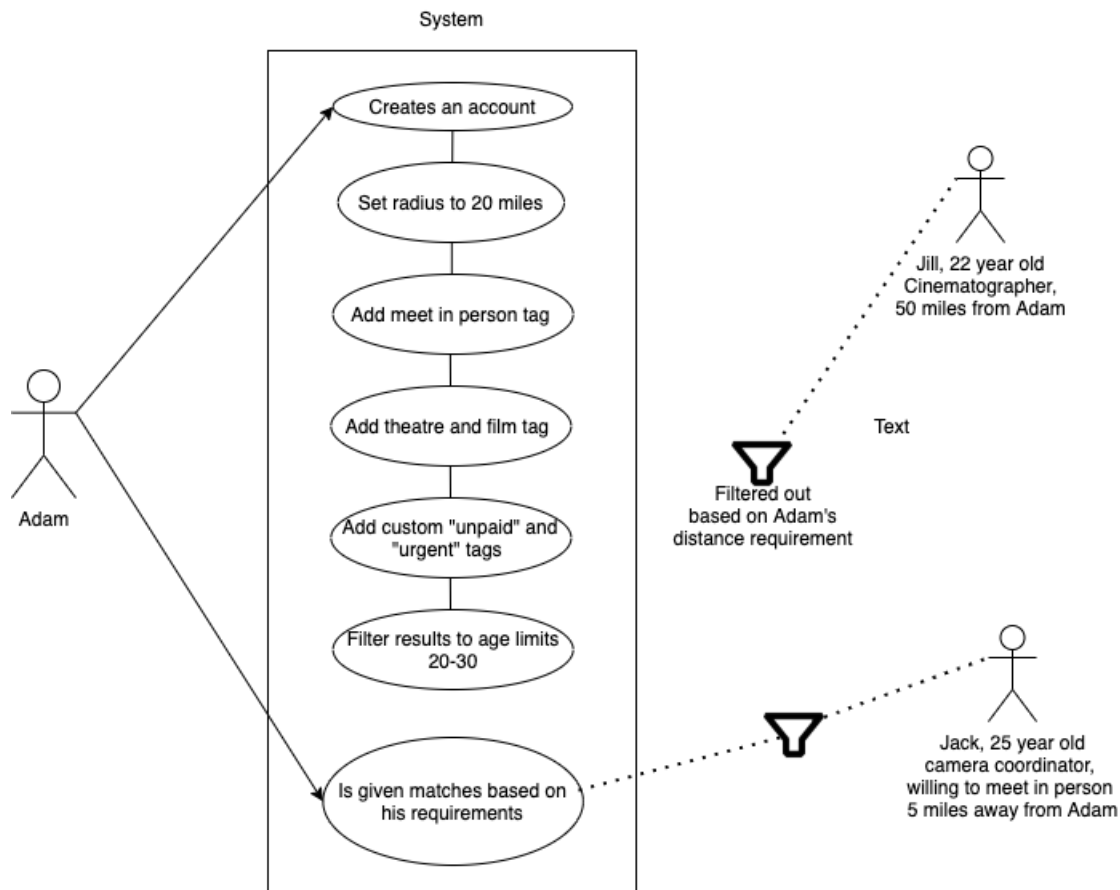 System
Creates an account
Set radius to 20 miles
Add meet in person tag
Add theatre and film tag
Add custom "unpaid" and
"urgent" tags
Filter results to age limits
20-30
Is given matches based on
his requirements
Adam
Jill, 22 year old
Cinematographer,
50 miles from Adam
Text
Filtered out
based on Adam's
distance requirement
Jack, 25 year old
camera coordinator,
willing to meet in person
5 miles away from Adam